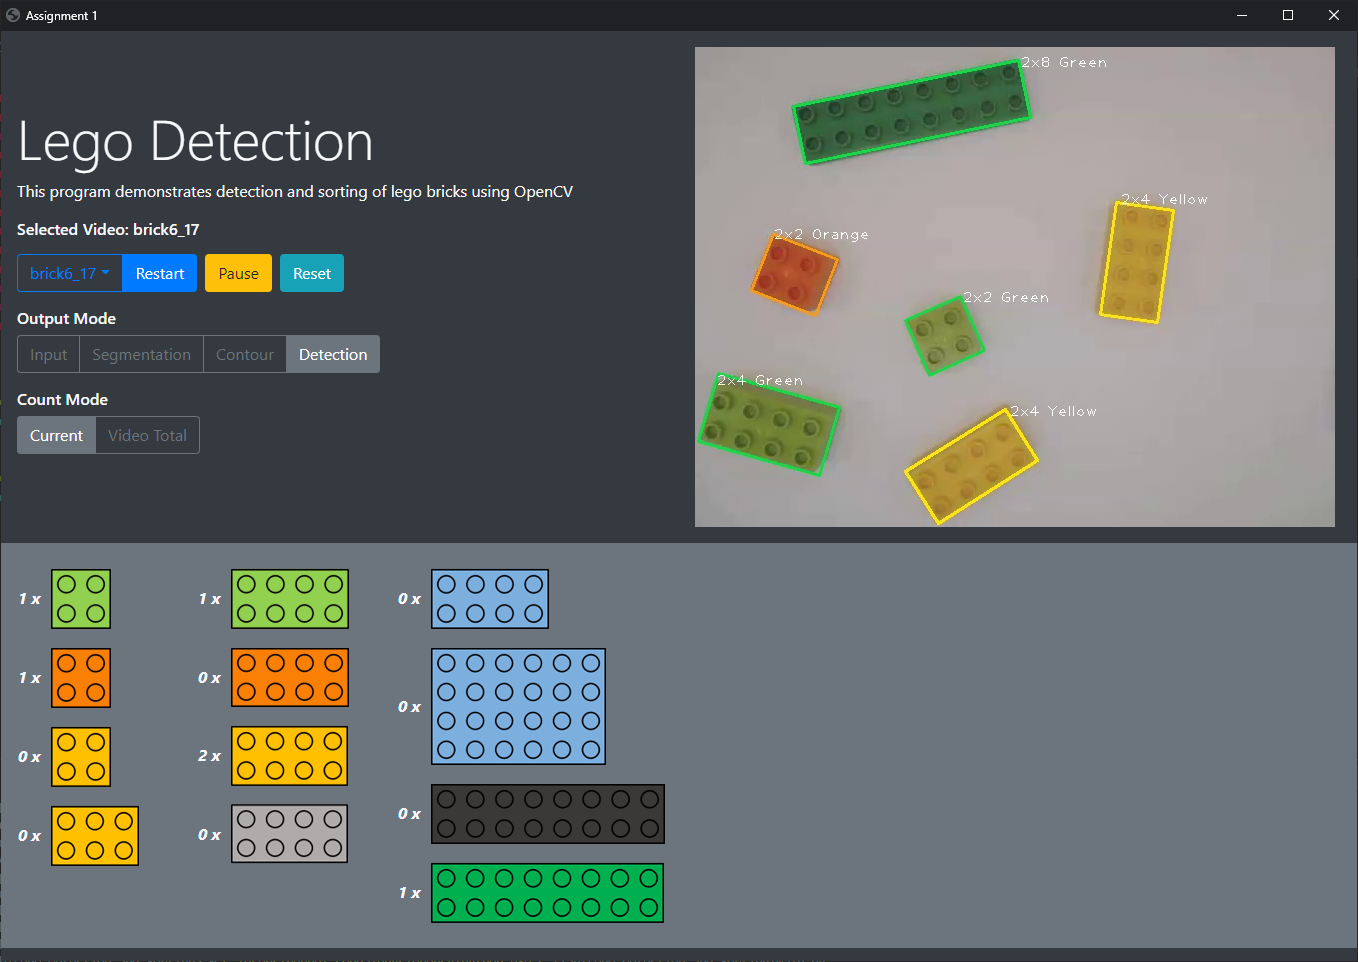 Assignment 1
Lego Detection
This program demonstrates detection and sorting of lego bricks using OpenCV
Selected Video: brick6_17
brick6_17 Restart Pause Reset
Output Mode
Input Segmentation Contour Detection
Count Mode
Current Video Total
2x8 Green
2x4 Yellow
2x2 Orange
2x2 Green
2x4 Green
2x4 Yellow
1 x 1 x 0 x
1 x 0 x
0 x
0 x 2 x
0 x
0 x 0 x
1 x